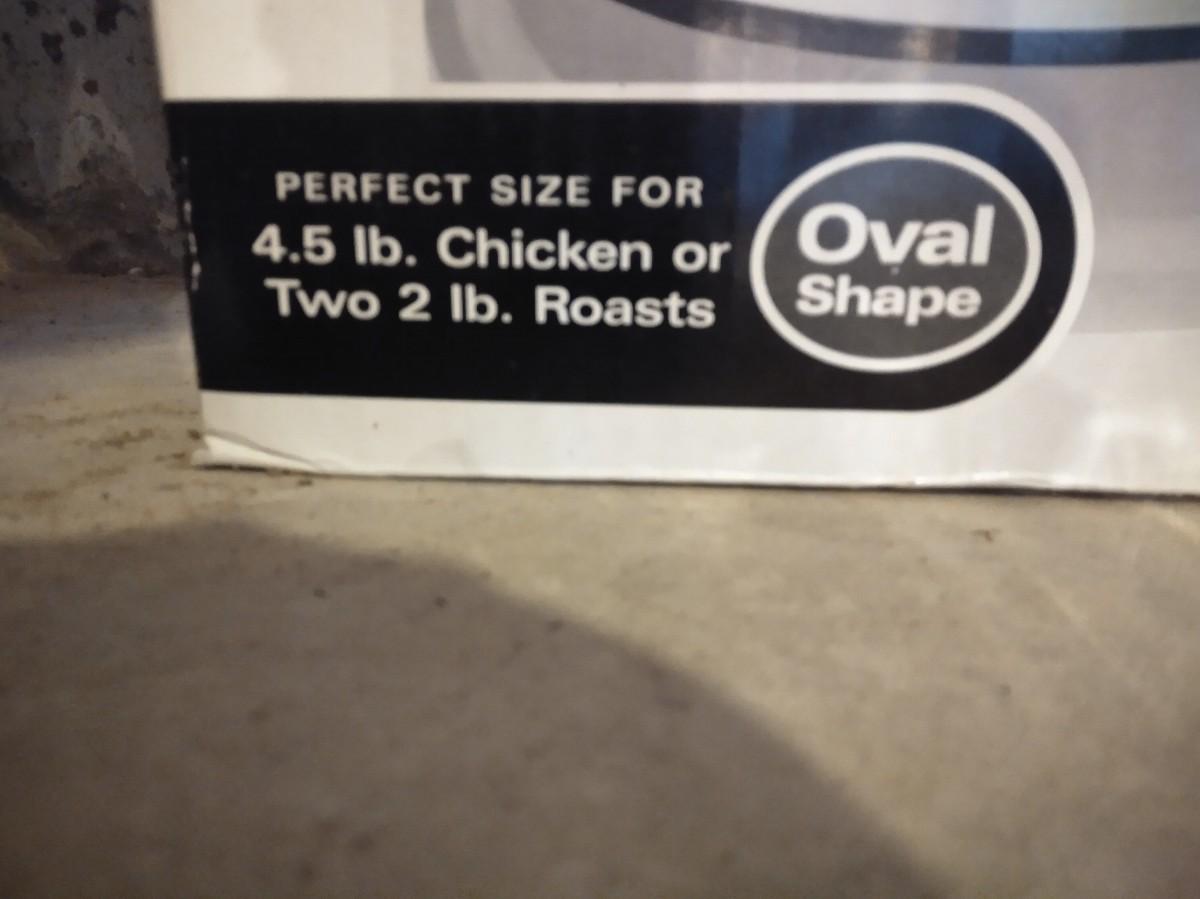 PERFECT SIZE FOR
4.5 lb. Chicken or
Two 2 lb. Roasts
Oval
Shape